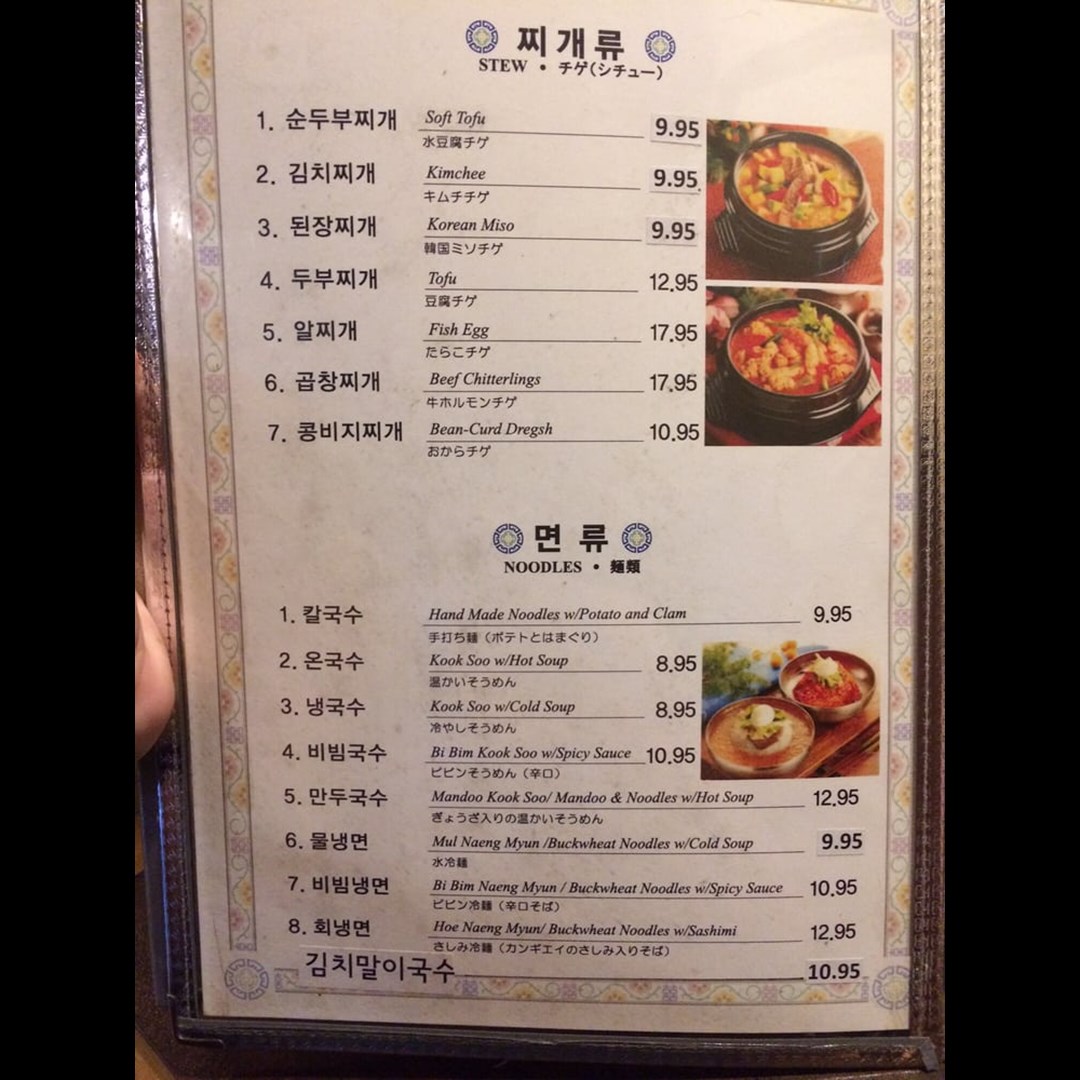 찌개류
STEW • チゲ(シチュー)
1. 순두부찌개 Soft Tofu 9.95
水豆腐チゲ
2. 김치찌개 Kimchee 9.95
キムチチゲ
3. 된장찌개 Korean Miso 9.95
韓国ミソチゲ
4. 두부찌개 Tofu 12.95
豆腐チゲ
5. 알찌개 Fish Egg 17.95
たらこチゲ
6. 곱창찌개 Beef Chitterlings 17.95
牛ホルモンチゲ
7. 콩비지찌개 Bean-Curd Dregsh 10.95
おからチゲ
면 류
NOODLES • 麺類
1. 칼국수 Hand Made Noodles w/Potato and Clam 9.95
手打ち麺（ポテトとはまぐり）
2. 온국수 Kook Soo w/Hot Soup 8.95
温かいそうめん
3. 냉국수 Kook Soo w/Cold Soup 8.95
冷やしそうめん
4. 비빔국수 Bi Bim Kook Soo w/Spicy Sauce 10.95
ビビンそうめん（辛口）
5. 만두국수 Mandoo Kook Soo/ Mandoo & Noodles w/Hot Soup 12.95
ぎょうざ入りの温かいそうめん
6. 물냉면 Mul Naeng Myun /Buckwheat Noodles w/Cold Soup 9.95
水冷麺
7. 비빔냉면 Bi Bim Naeng Myun / Buckwheat Noodles w/Spicy Sauce 10.95
ビビン冷麺（辛口そば）
8. 회냉면 Hoe Naeng Myun/ Buckwheat Noodles w/Sashimi 12.95
さしみ冷麺（カンギエイのさしみ入りそば）
김치말이국수 10.95